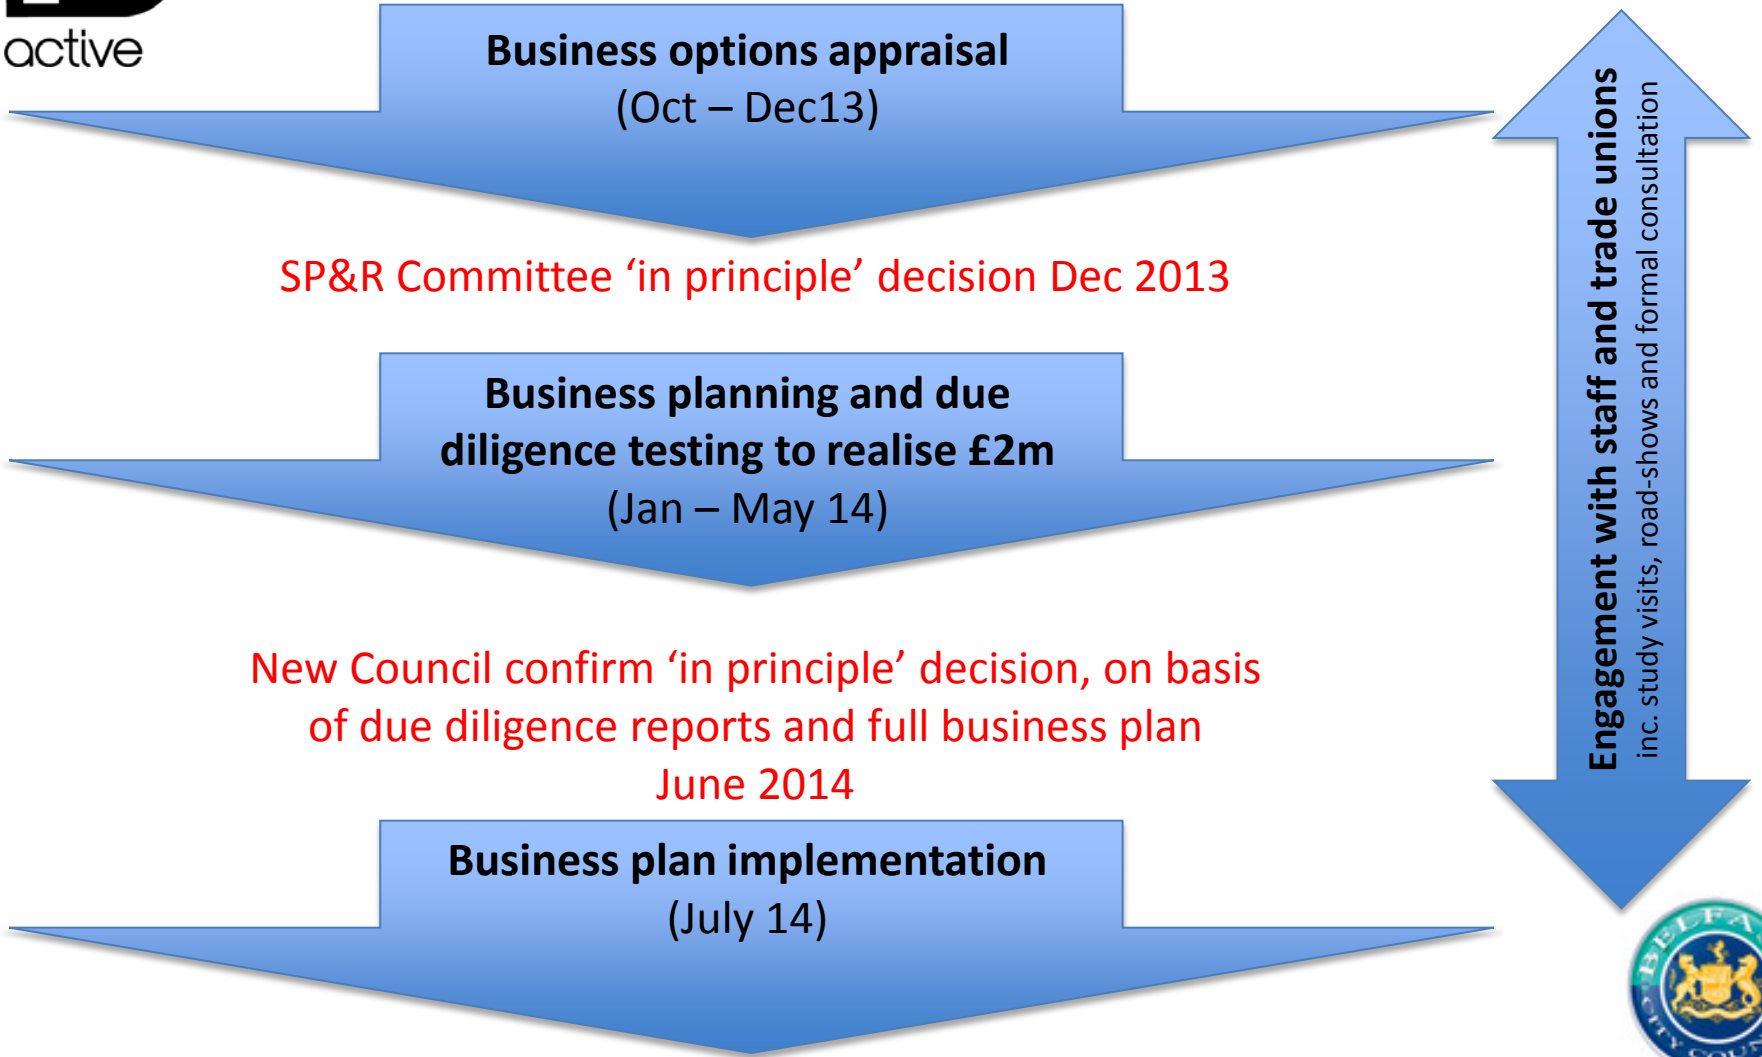 active
Business options appraisal
(Oct – Dec13)
SP&R Committee ‘in principle’ decision Dec 2013
Business planning and due
diligence testing to realise £2m
(Jan – May 14)
New Council confirm ‘in principle’ decision, on basis
of due diligence reports and full business plan
June 2014
Business plan implementation
(July 14)
Engagement with staff and trade unions
inc. study visits, road-shows and formal consultation